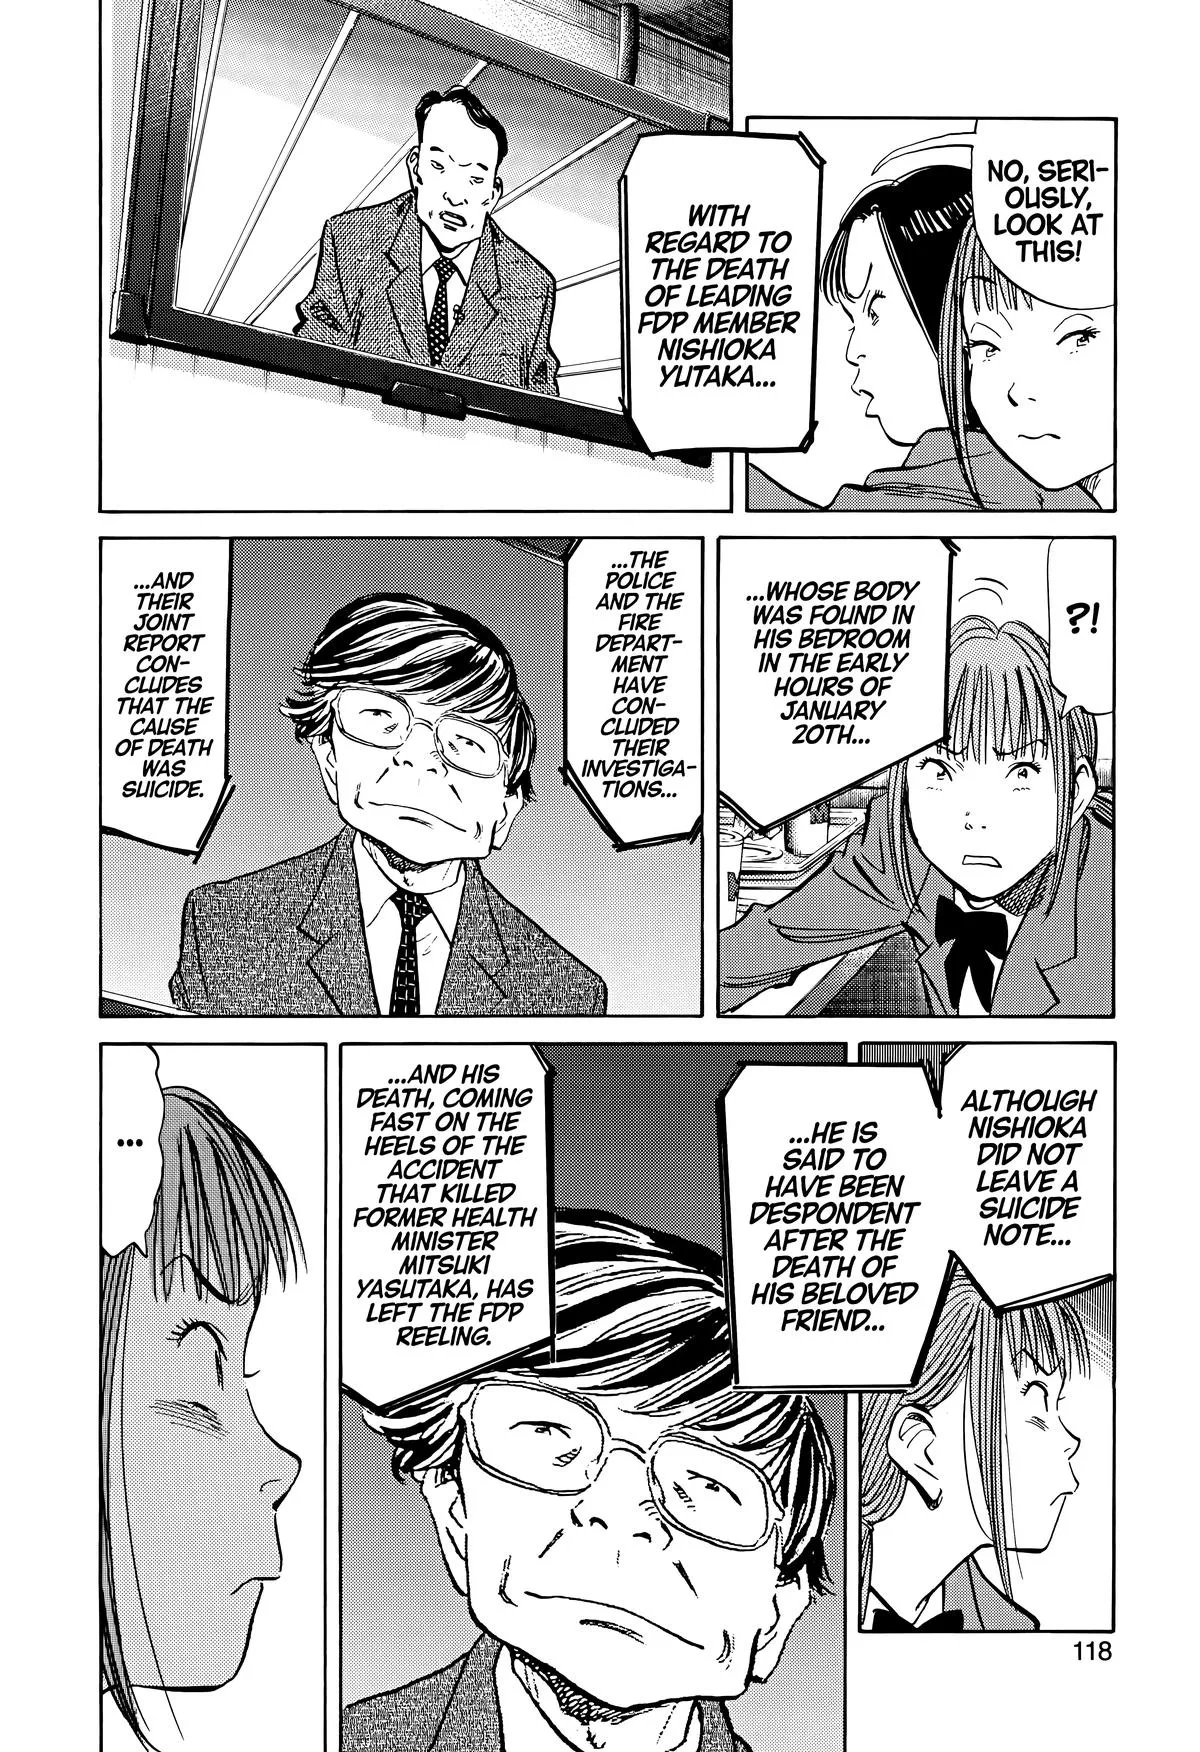 NO, SERI-
OUSLY,
LOOK AT
THIS!
WITH
REGARD TO
THE DEATH
OF LEADING
FDP MEMBER
NISHIOKA
YUTAKA...
?!
...WHOSE BODY
WAS FOUND IN
HIS BEDROOM
IN THE EARLY
HOURS OF
JANUARY
20TH...
...THE
POLICE
AND THE
FIRE
DEPART-
MENT
HAVE
CON-
CLUDED
THEIR
INVESTIGA-
TIONS...
...AND
THEIR
JOINT
REPORT
CON-
CLUDES
THAT THE
CAUSE
OF DEATH
WAS
SUICIDE.
ALTHOUGH
NISHIOKA
DID NOT
LEAVE A
SUICIDE
NOTE...
...HE IS
SAID TO
HAVE BEEN
DESPONDENT
AFTER THE
DEATH OF
HIS BELOVED
FRIEND...
...AND HIS
DEATH, COMING
FAST ON THE
HEELS OF THE
ACCIDENT
THAT KILLED
FORMER HEALTH
MINISTER
MITSUKI
YASUTAKA, HAS
LEFT THE FDP
REELING.
...
118